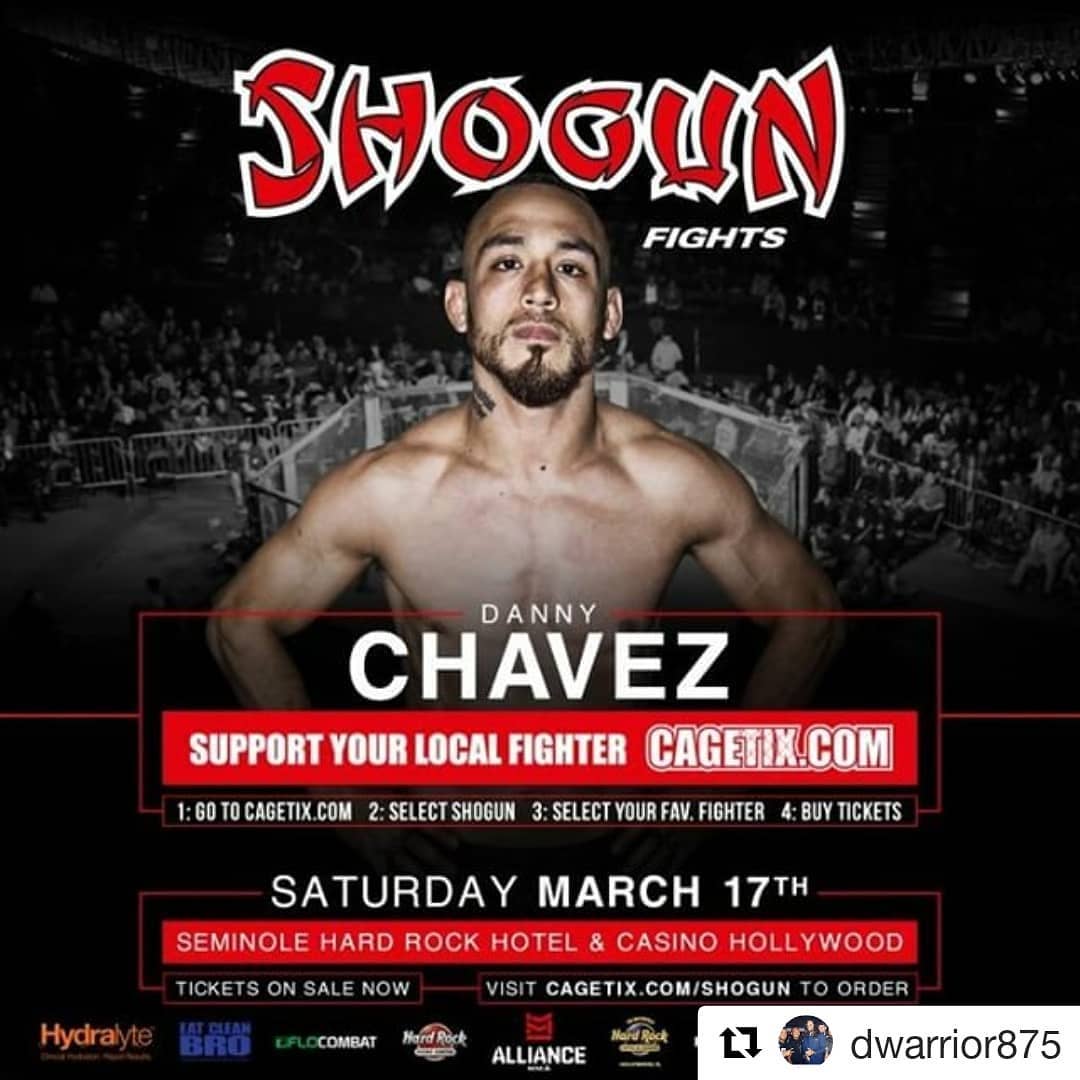 SHOGUN
FIGHTS
DANNY
CHAVEZ
SUPPORT YOUR LOCAL FIGHTER CAGETIX.COM
1: GO TO CAGETIX.COM 2: SELECT SHOGUN 3: SELECT YOUR FAV. FIGHTER 4: BUY TICKETS
SATURDAY MARCH 17TH
SEMINOLE HARD ROCK HOTEL & CASINO HOLLYWOOD
TICKETS ON SALE NOW VISIT CAGETIX.COM/SHOGUN TO ORDER
Hydralyte
EAT CLEAN
BRO
FLOCOMBAT
Hard Rock
ALLIANCE
MMA
Hard Rock
dwarrior875